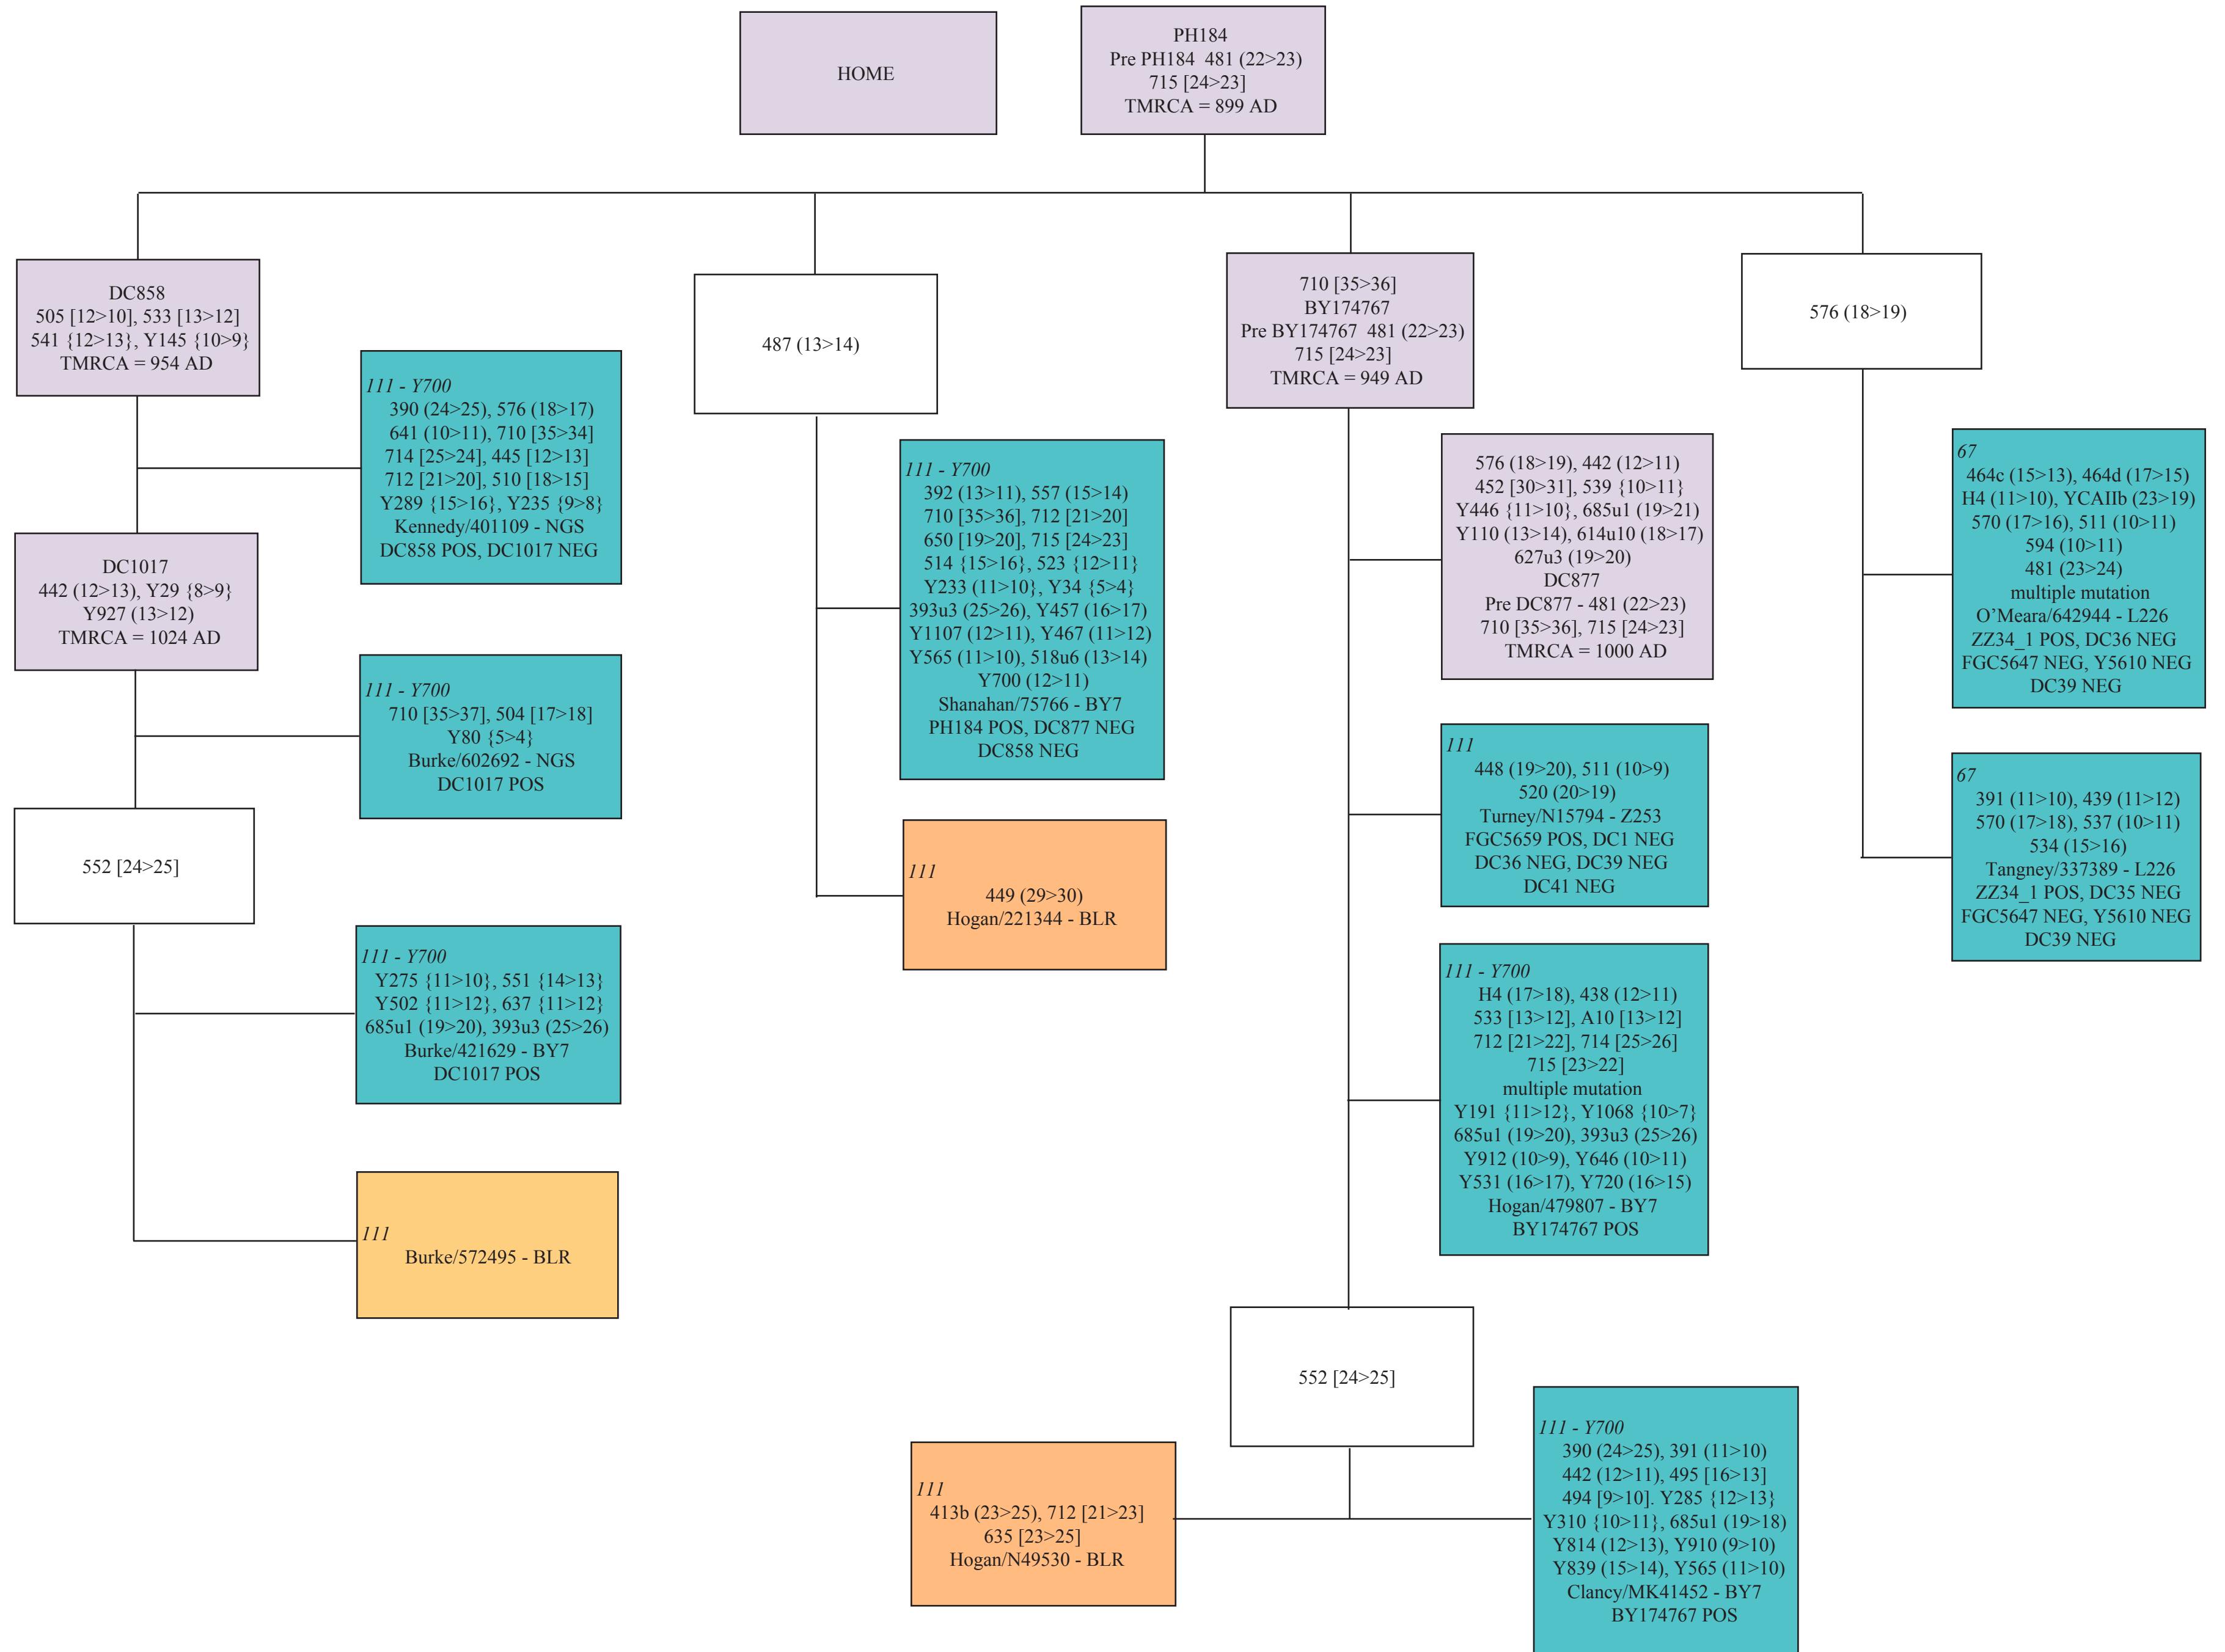 HOME
PH184
Pre PH184  481 (22>23)
715 [24>23]
TMRCA = 899 AD
DC858
505 [12>10], 533 [13>12]
541 {12>13}, Y145 {10>9}
TMRCA = 954 AD
111 - Y700
390 (24>25), 576 (18>17)
641 (10>11), 710 [35>34]
714 [25>24], 445 [12>13]
712 [21>20], 510 [18>15]
Y289 {15>16}, Y235 {9>8}
Kennedy/401109 - NGS
DC858 POS, DC1017 NEG
DC1017
442 (12>13), Y29 {8>9}
Y927 (13>12)
TMRCA = 1024 AD
111 - Y700
710 [35>37], 504 [17>18]
Y80 {5>4}
Burke/602692 - NGS
DC1017 POS
552 [24>25]
111 - Y700
Y275 {11>10}, 551 {14>13}
Y502 {11>12}, 637 {11>12}
685u1 (19>20), 393u3 (25>26)
Burke/421629 - BY7
DC1017 POS
111
Burke/572495 - BLR
487 (13>14)
111 - Y700
392 (13>11), 557 (15>14)
710 [35>36], 712 [21>20]
650 [19>20], 715 [24>23]
514 {15>16}, 523 {12>11}
Y233 (11>10}, Y34 {5>4}
393u3 (25>26), Y457 (16>17)
Y1107 (12>11), Y467 (11>12)
Y565 (11>10), 518u6 (13>14)
Y700 (12>11)
Shanahan/75766 - BY7
PH184 POS, DC877 NEG
DC858 NEG
111
449 (29>30)
Hogan/221344 - BLR
710 [35>36]
BY174767
Pre BY174767  481 (22>23)
715 [24>23]
TMRCA = 949 AD
576 (18>19), 442 (12>11)
452 [30>31], 539 {10>11}
Y446 {11>10}, 685u1 (19>21)
Y110 (13>14), 614u10 (18>17)
627u3 (19>20)
DC877
Pre DC877 - 481 (22>23)
710 [35>36], 715 [24>23]
TMRCA = 1000 AD
111
448 (19>20), 511 (10>9)
520 (20>19)
Turney/N15794 - Z253
FGC5659 POS, DC1 NEG
DC36 NEG, DC39 NEG
DC41 NEG
111 - Y700
H4 (17>18), 438 (12>11)
533 [13>12], A10 [13>12]
712 [21>22], 714 [25>26]
715 [23>22]
multiple mutation
Y191 {11>12}, Y1068 {10>7}
685u1 (19>20), 393u3 (25>26)
Y912 (10>9), Y646 (10>11)
Y531 (16>17), Y720 (16>15)
Hogan/479807 - BY7
BY174767 POS
552 [24>25]
111
413b (23>25), 712 [21>23]
635 [23>25]
Hogan/N49530 - BLR
111 - Y700
390 (24>25), 391 (11>10)
442 (12>11), 495 [16>13]
494 [9>10]. Y285 {12>13}
Y310 {10>11}, 685u1 (19>18)
Y814 (12>13), Y910 (9>10)
Y839 (15>14), Y565 (11>10)
Clancy/MK41452 - BY7
BY174767 POS
576 (18>19)
67
464c (15>13), 464d (17>15)
H4 (11>10), YCAIIb (23>19)
570 (17>16), 511 (10>11)
594 (10>11)
481 (23>24)
multiple mutation
O’Meara/642944 - L226
ZZ34_1 POS, DC36 NEG
FGC5647 NEG, Y5610 NEG
DC39 NEG
67
391 (11>10), 439 (11>12)
570 (17>18), 537 (10>11)
534 (15>16)
Tangney/337389 - L226
ZZ34_1 POS, DC35 NEG
FGC5647 NEG, Y5610 NEG
DC39 NEG